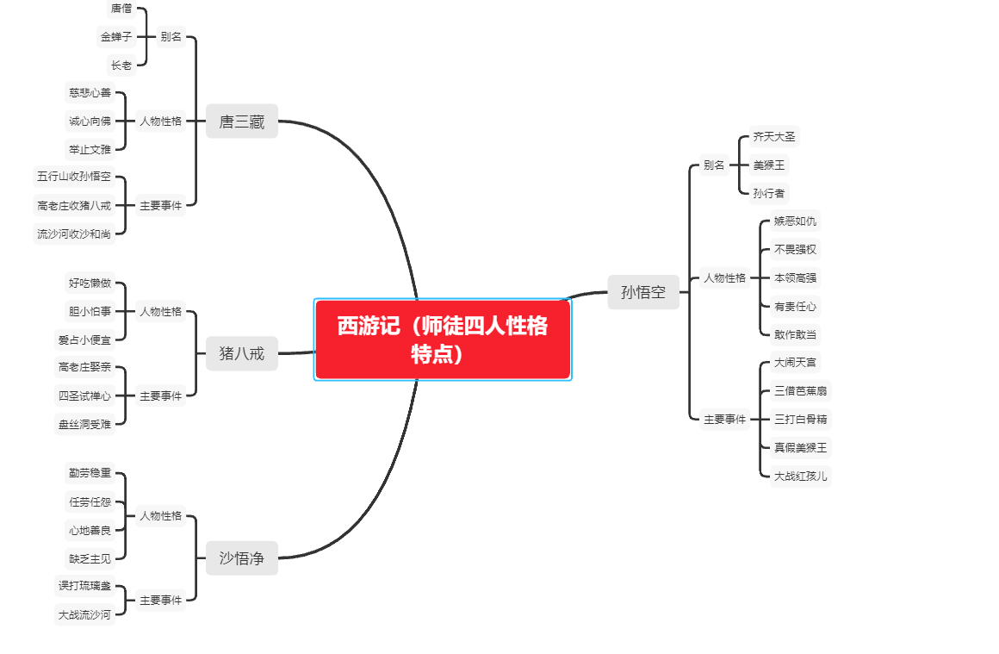 西游记（师徒四人性格
特点）
唐三藏
别名
唐僧
金蝉子
长老
人物性格
慈悲心善
诚心向佛
举止文雅
主要事件
五行山收孙悟空
高老庄收猪八戒
流沙河收沙和尚
猪八戒
人物性格
好吃懒做
胆小怕事
爱占小便宜
主要事件
高老庄娶亲
四圣试禅心
盘丝洞受难
沙悟净
人物性格
勤劳稳重
任劳任怨
心地善良
缺乏主见
主要事件
误打琉璃盏
大战流沙河
孙悟空
别名
齐天大圣
美猴王
孙行者
人物性格
嫉恶如仇
不畏强权
本领高强
有责任心
敢作敢当
主要事件
大闹天宫
三借芭蕉扇
三打白骨精
真假美猴王
大战红孩儿